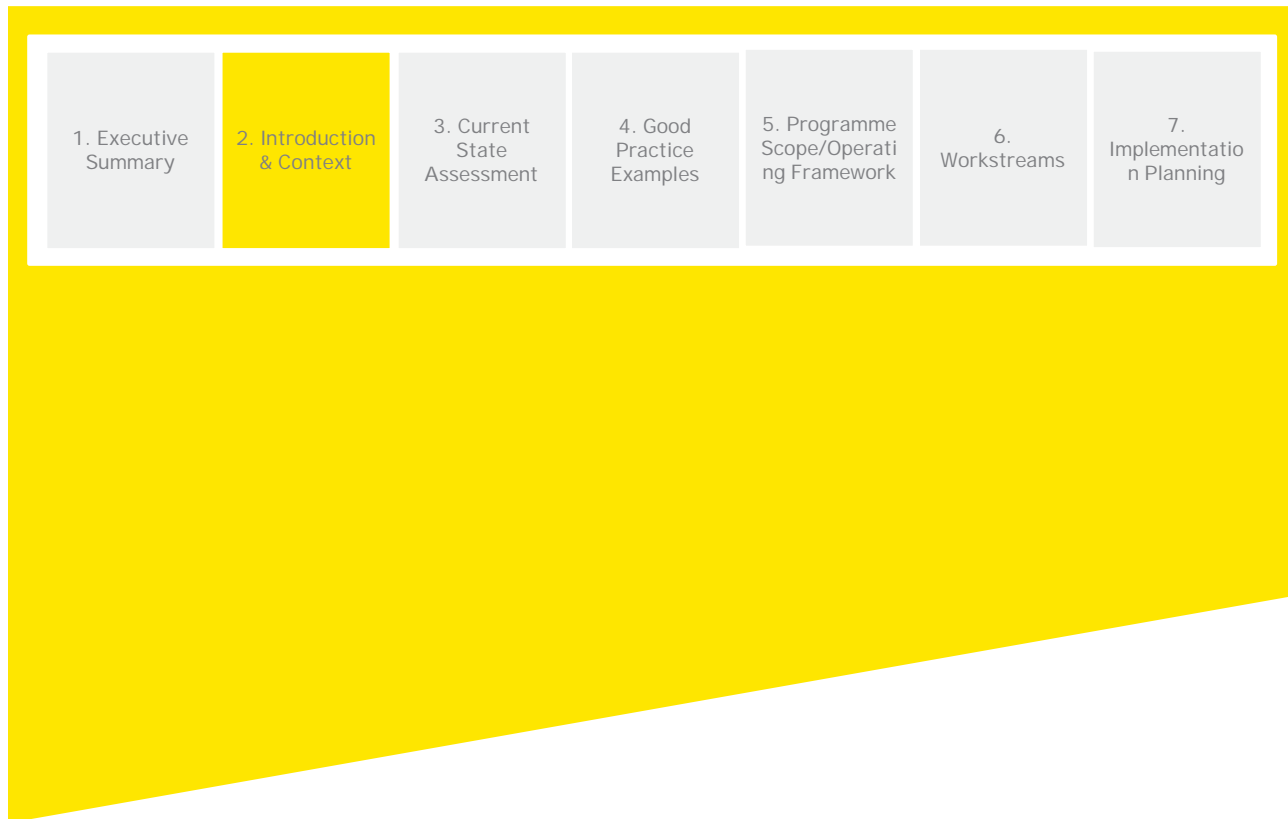 1. Executive
Summary
2. Introduction
& Context
3. Current
State
Assessment
4. Good
Practice
Examples
5. Programme
Scope/Operati
ng Framework
6.
Workstreams
7.
Implementatio
n Planning